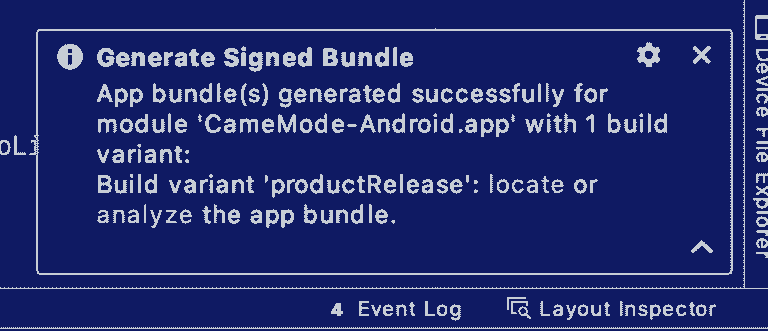 Generate Signed Bundle
App bundle(s) generated successfully for
module 'CameMode-Android.app' with 1 build
variant:
Build variant 'productRelease': locate or
analyze the app bundle.
oLi
4 Event Log
Layout Inspector
Device File Explorer